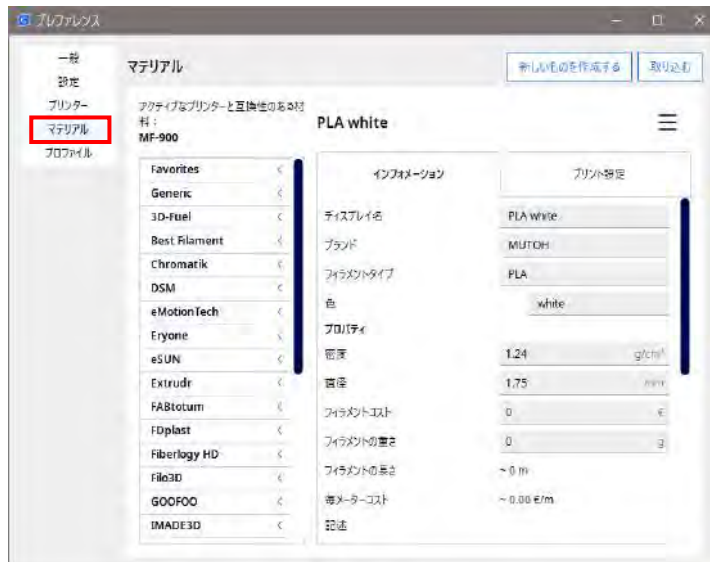 プレファレンス
一般
設定
プリンター
マテリアル
プロファイル
マテリアル
新しいものを作成する
取り込む
アクティブなプリンターと互換性のある材
料：
MF-900
PLA white
Favorites
Generic
3D-Fuel
Best Filament
Chromatik
DSM
eMotionTech
Eryone
eSUN
Extrudr
FABtotum
FDplast
Fiberlogy HD
Filo3D
GOOFOO
IMADE3D
インフォメーション
プリント設定
ディスプレイ名
PLA white
ブランド
MUTOH
フィラメントタイプ
PLA
色
white
プロパティ
密度
1.24
g/cm³
直径
1.75
mm
フィラメントコスト
0
€
フィラメントの重さ
0
g
フィラメントの長さ
~ 0 m
毎メーターコスト
~ 0.00 €/m
記述